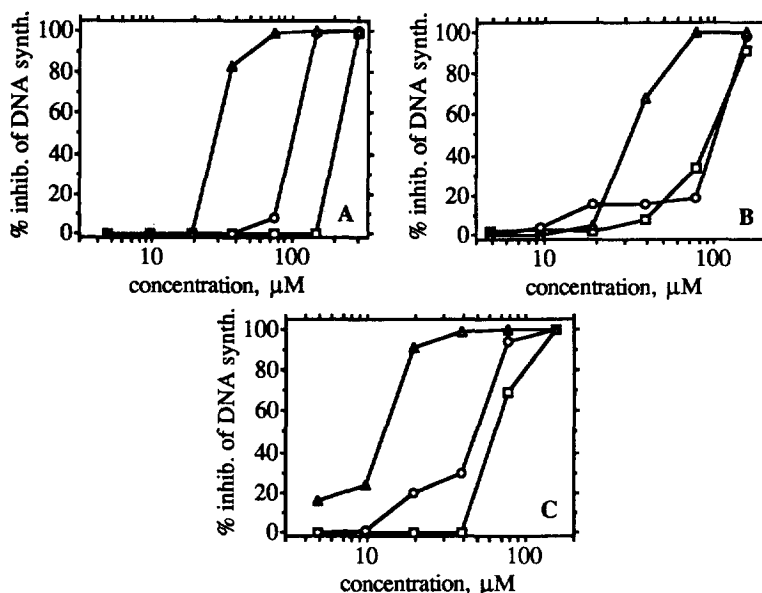 % inhib. of DNA synth.
100
80
60
40
20
0
A
10
100
concentration, µM
% inhib. of DNA synth.
100
80
60
40
20
0
B
10
100
concentration, µM
% inhib. of DNA synth.
100
80
60
40
20
0
C
10
100
concentration, µM